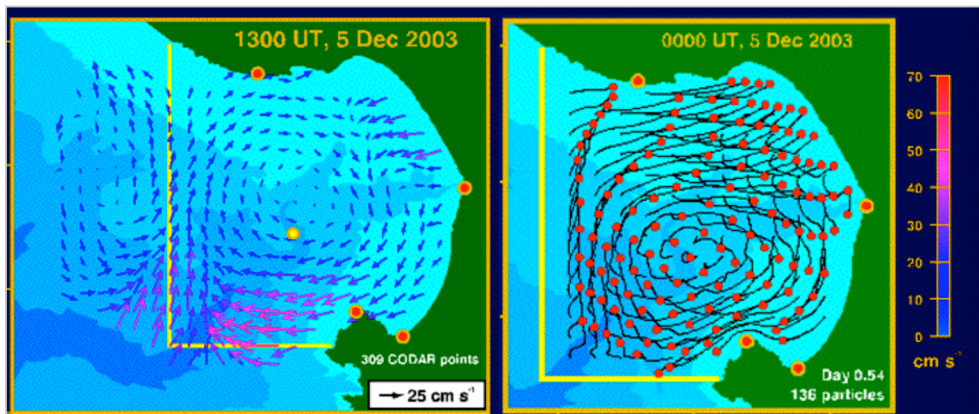 1300 UT, 5 Dec 2003
309 CODAR points
25 cm s⁻¹
0000 UT, 5 Dec 2003
Day 0.54
136 particles
70
60
50
40
30
20
10
0
cm s⁻¹